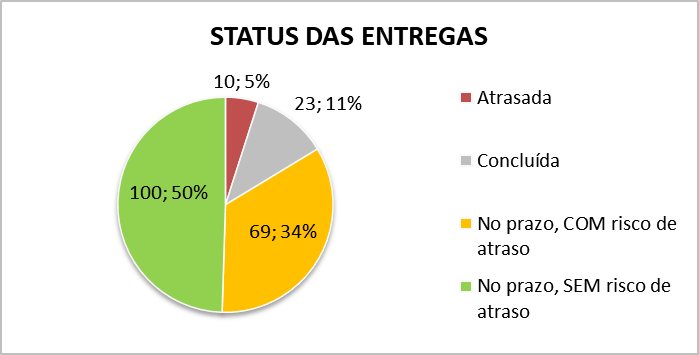 STATUS DAS ENTREGAS
10; 5%
23; 11%
69; 34%
100; 50%
Atrasada
Concluída
No prazo, COM risco de
atraso
No prazo, SEM risco de
atraso